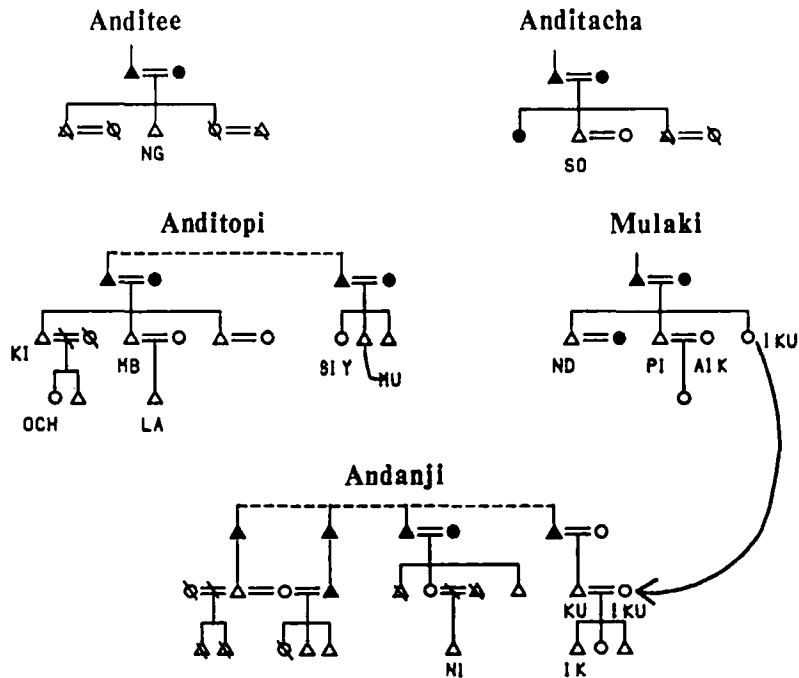 Anditee Anditacha
NG
SO
Anditopi Mulaki
KI MB SIY MU ND PI AIK IKU
OCH LA
Andanji
KU IKU
NI IK